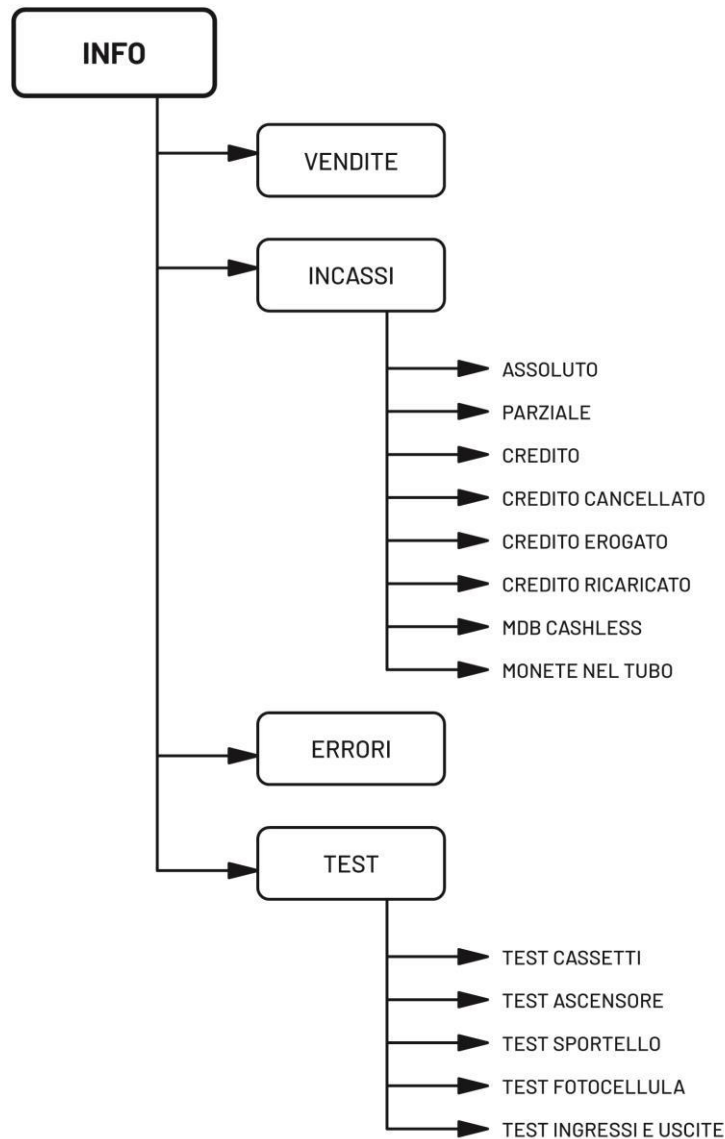 INFO
VENDITE
INCASSI
ASSOLUTO
PARZIALE
CREDITO
CREDITO CANCELLATO
CREDITO EROGATO
CREDITO RICARICATO
MDB CASHLESS
MONETE NEL TUBO
ERRORI
TEST
TEST CASSETTI
TEST ASCENSORE
TEST SPORTELLO
TEST FOTOCELLULA
TEST INGRESSI E USCITE